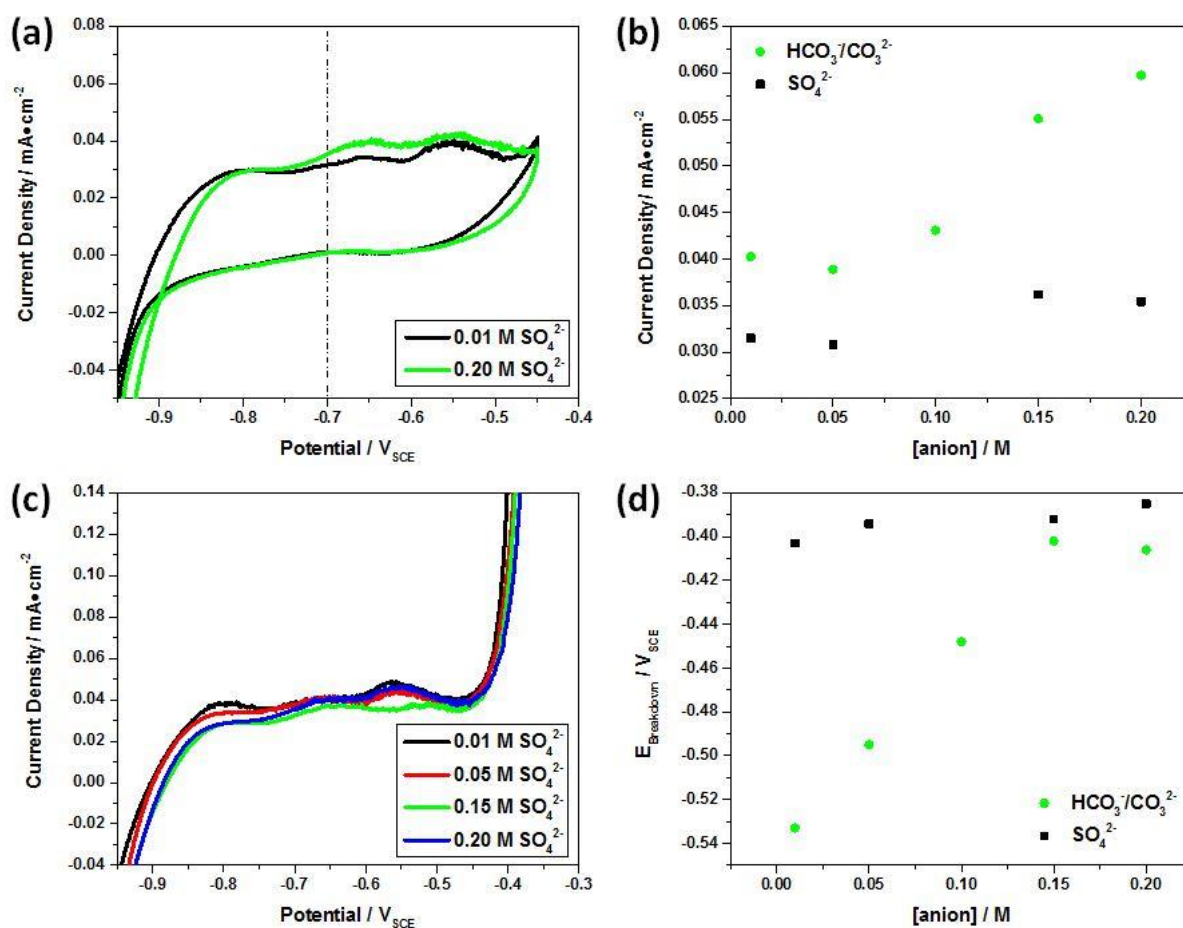 (a)
0.08
0.06
0.04
0.02
0.00
-0.02
-0.04
Current Density / mA•cm⁻²
-0.9 -0.8 -0.7 -0.6 -0.5 -0.4
Potential / V_SCE
0.01 M SO₄²⁻
0.20 M SO₄²⁻
(b)
0.065
0.060
0.055
0.050
0.045
0.040
0.035
0.030
0.025
Current Density/ mA•cm⁻²
0.00 0.05 0.10 0.15 0.20
[anion] / M
HCO₃⁻/CO₃²⁻
SO₄²⁻
(c)
0.14
0.12
0.10
0.08
0.06
0.04
0.02
0.00
-0.02
-0.04
Current Density / mA•cm⁻²
-0.9 -0.8 -0.7 -0.6 -0.5 -0.4 -0.3
Potential / V_SCE
0.01 M SO₄²⁻
0.05 M SO₄²⁻
0.15 M SO₄²⁻
0.20 M SO₄²⁻
(d)
-0.38
-0.40
-0.42
-0.44
-0.46
-0.48
-0.50
-0.52
-0.54
E_Breakdown / V_SCE
0.00 0.05 0.10 0.15 0.20
[anion] / M
HCO₃⁻/CO₃²⁻
SO₄²⁻